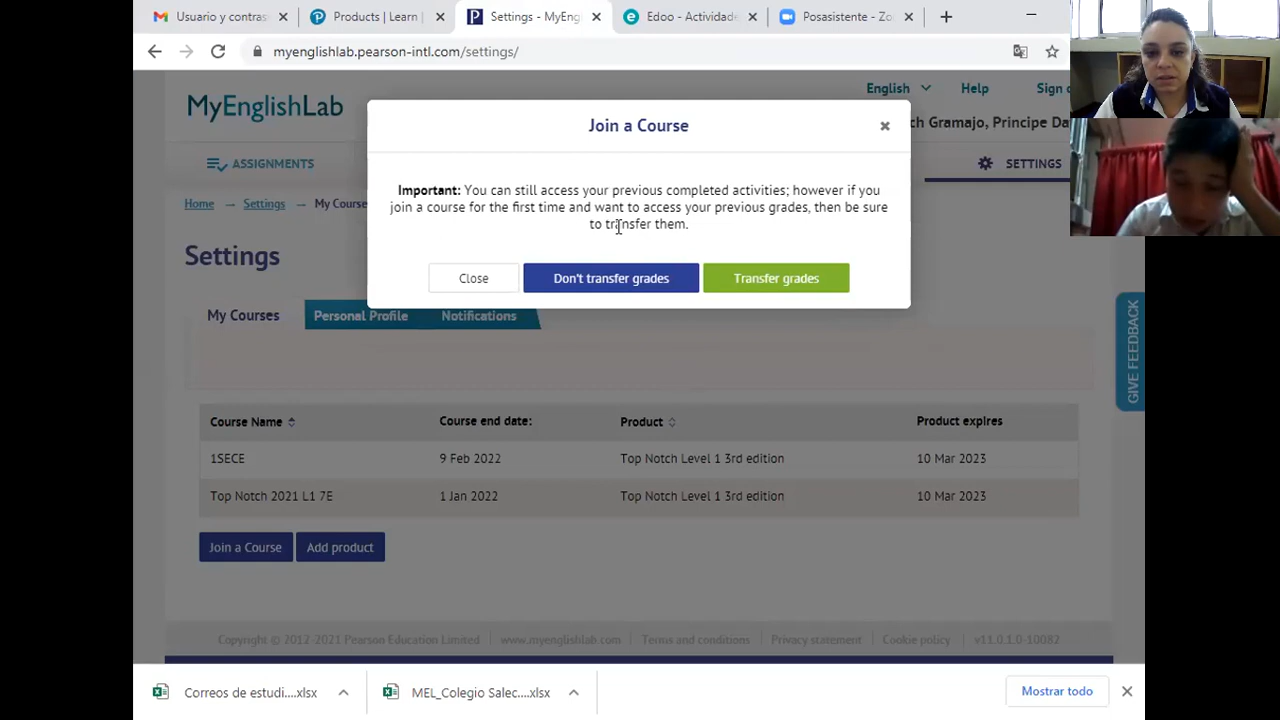 Usuario y contras
Products | Learn |
Settings - MyEng
Edoo - Actividade
Posasistente - Zo
myenglishlab.pearson-intl.com/settings/
MyEnglishLab
English
Help
Sign
Gramajo, Principe Da
ASSIGNMENTS
SETTINGS
Home
Settings
My Course
Join a Course
Important: You can still access your previous completed activities; however if you
join a course for the first time and want to access your previous grades, then be sure
to transfer them.
Close
Don't transfer grades
Transfer grades
Settings
My Courses
Personal Profile
Notifications
GIVE FEEDBACK
Course Name
Course end date:
Product
Product expires
1SECE
9 Feb 2022
Top Notch Level 1 3rd edition
10 Mar 2023
Top Notch 2021 L1 7E
1 Jan 2022
Top Notch Level 1 3rd edition
10 Mar 2023
Join a Course
Add product
Copyright © 2012-2021 Pearson Education Limited
www.myenglishlab.com
Terms and conditions
Privacy statement
Cookie policy
v11.0.1.0-10082
Correos de estudi....xlsx
MEL_Colegio Salec....xlsx
Mostrar todo